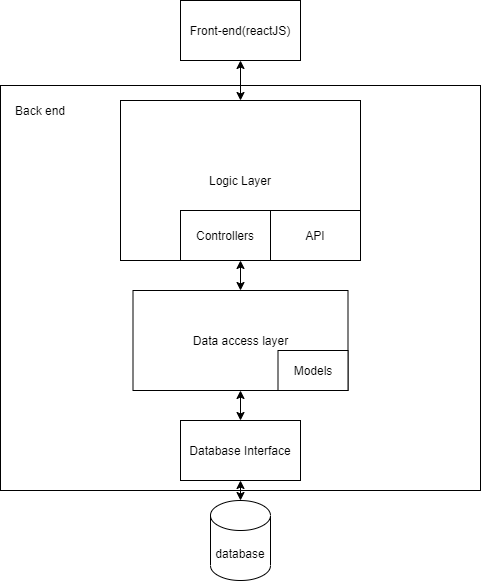 Front-end(reactJS)
Back end
Logic Layer
Controllers
API
Data access layer
Models
Database Interface
database